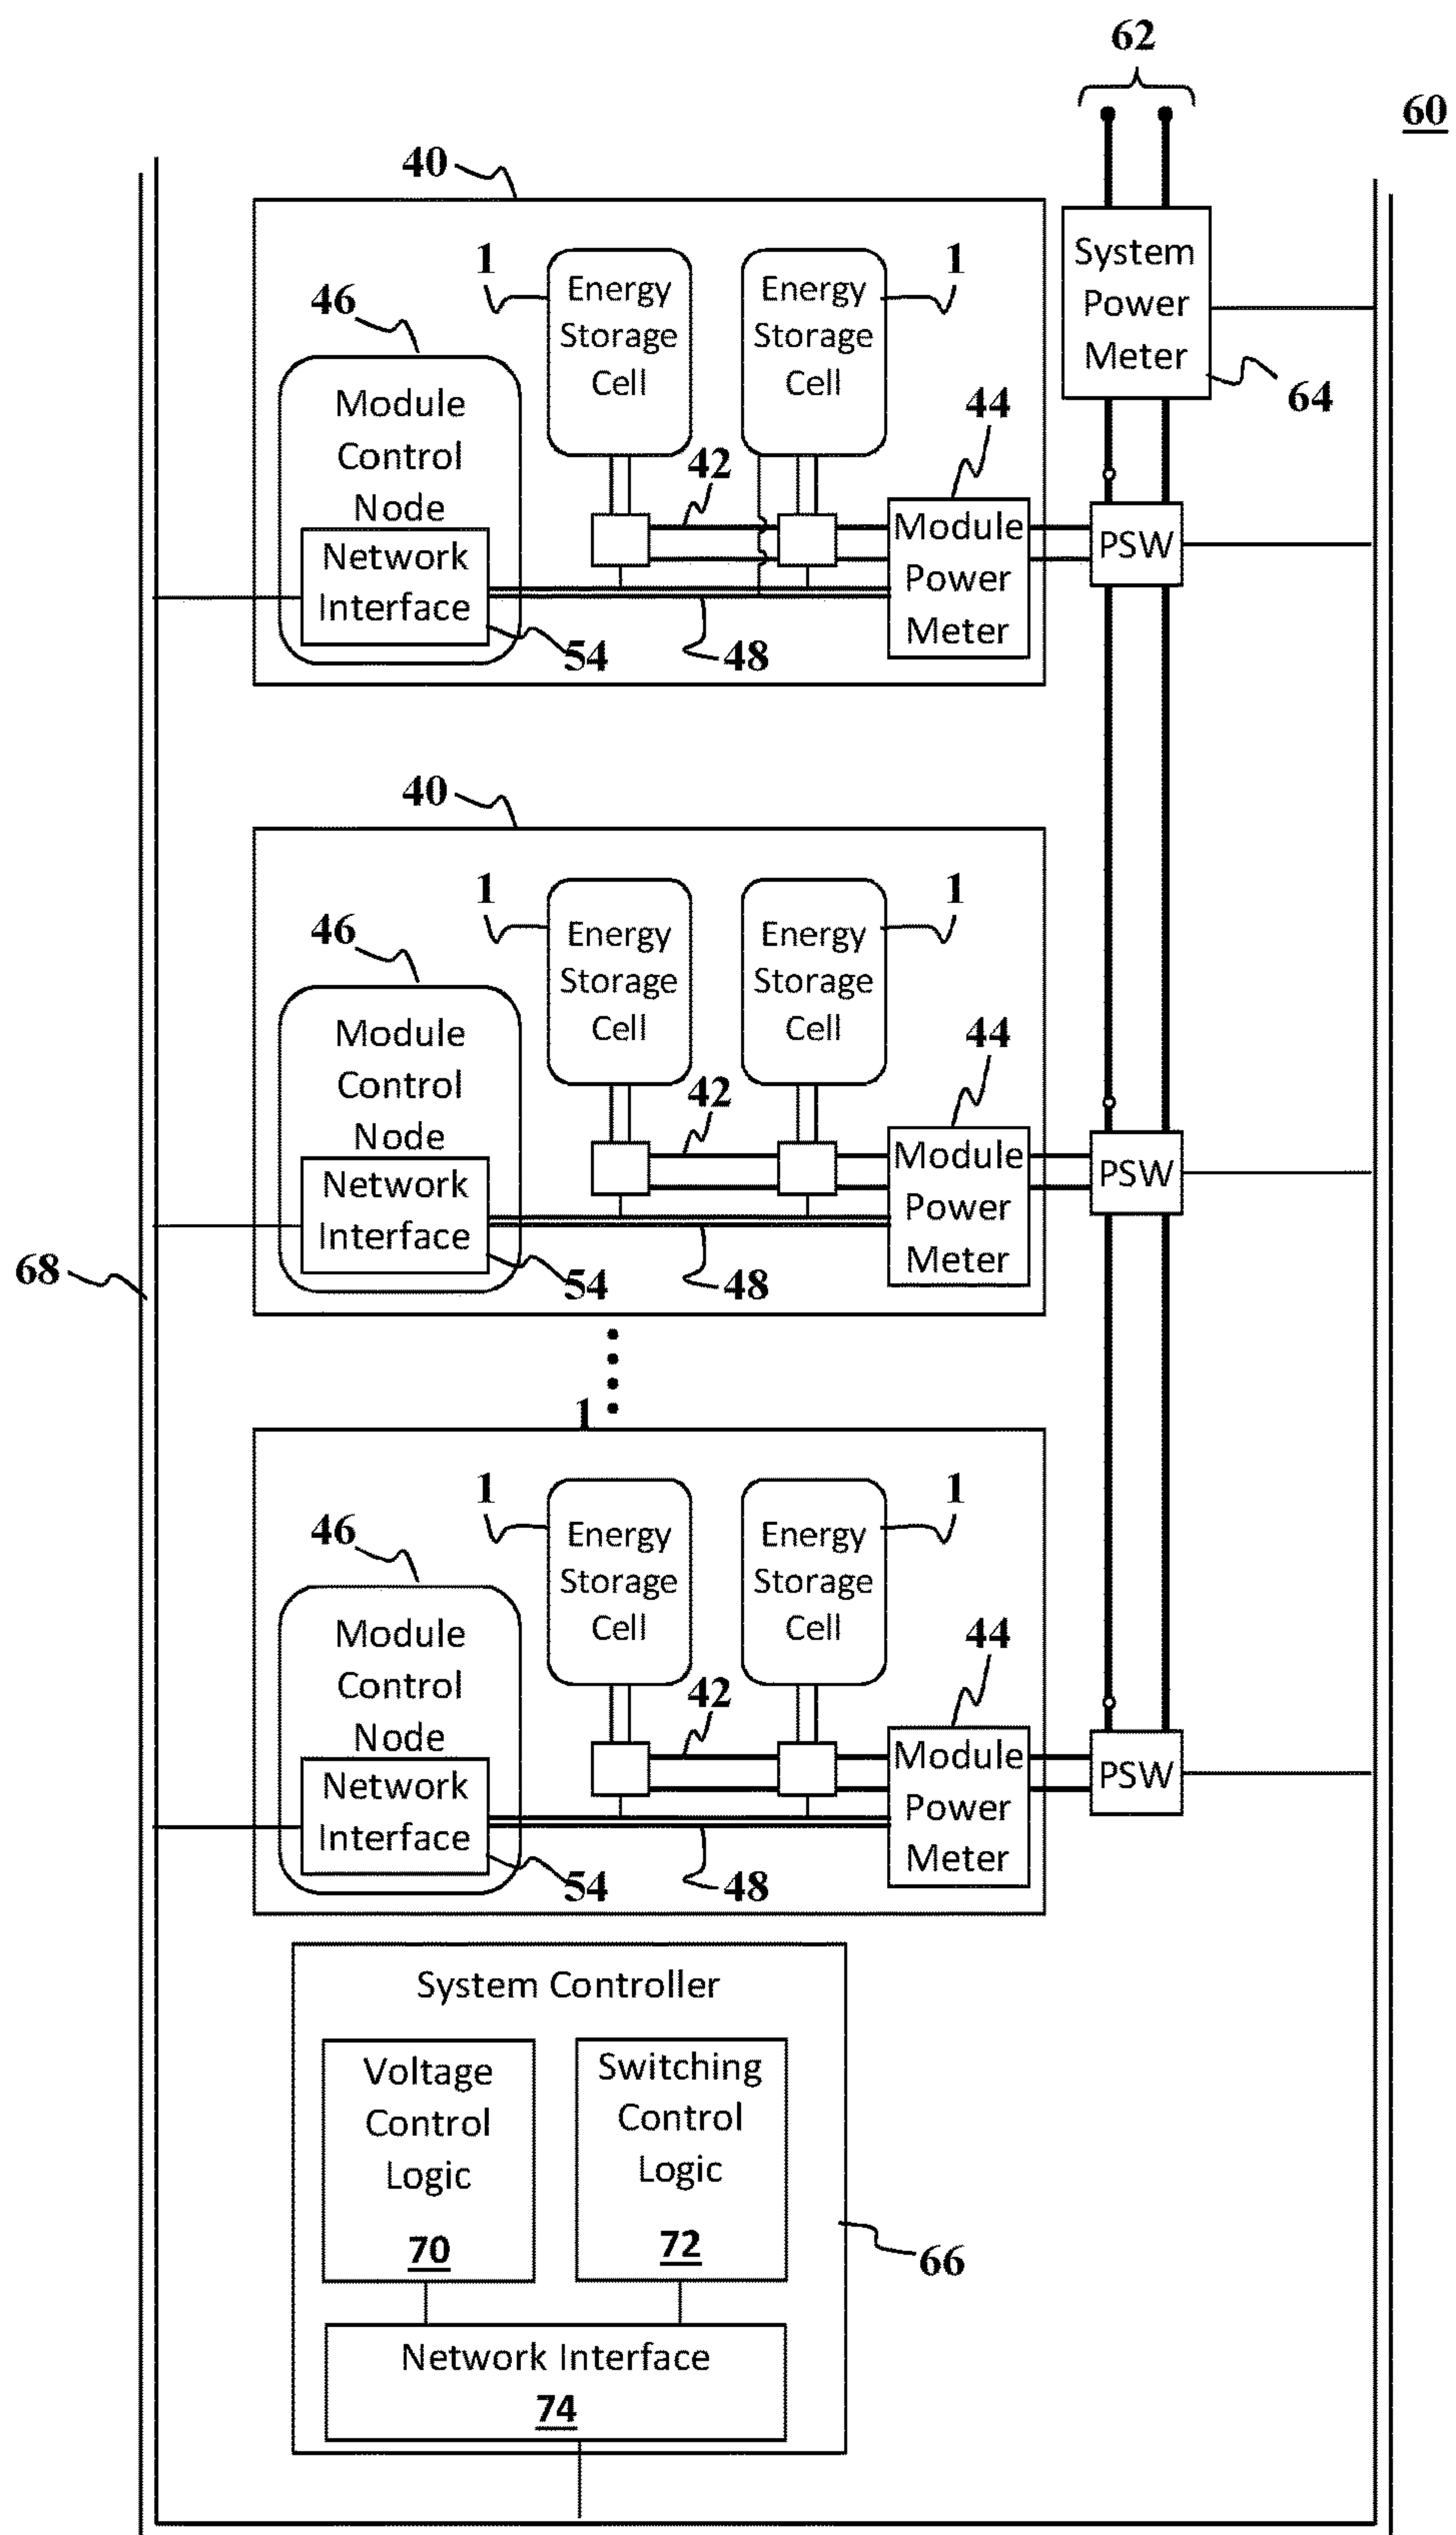 62
60
40
1
Energy
Storage
Cell
Energy
Storage
Cell
1
System
Power
Meter
64
46
Module
Control
Node
Network
Interface
54
42
48
44
Module
Power
Meter
PSW
40
1
Energy
Storage
Cell
Energy
Storage
Cell
1
46
Module
Control
Node
Network
Interface
54
42
48
44
Module
Power
Meter
PSW
68
1
1
Energy
Storage
Cell
Energy
Storage
Cell
1
46
Module
Control
Node
Network
Interface
54
42
48
44
Module
Power
Meter
PSW
System Controller
Voltage
Control
Logic
70
Switching
Control
Logic
72
66
Network Interface
74